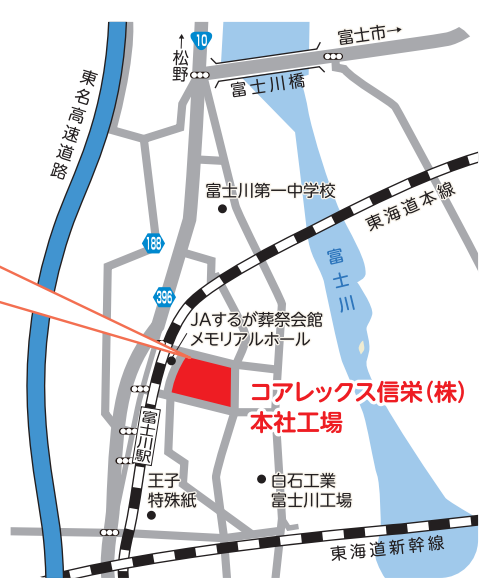 10
↑松野
富士市→
富士川橋
東名高速道路
富士川第一中学校
東海道本線
188
富士川
396
JAするが葬祭会館
メモリアルホール
コアレックス信栄(株)
本社工場
富士川駅
王子
特殊紙
白石工業
富士川工場
東海道新幹線